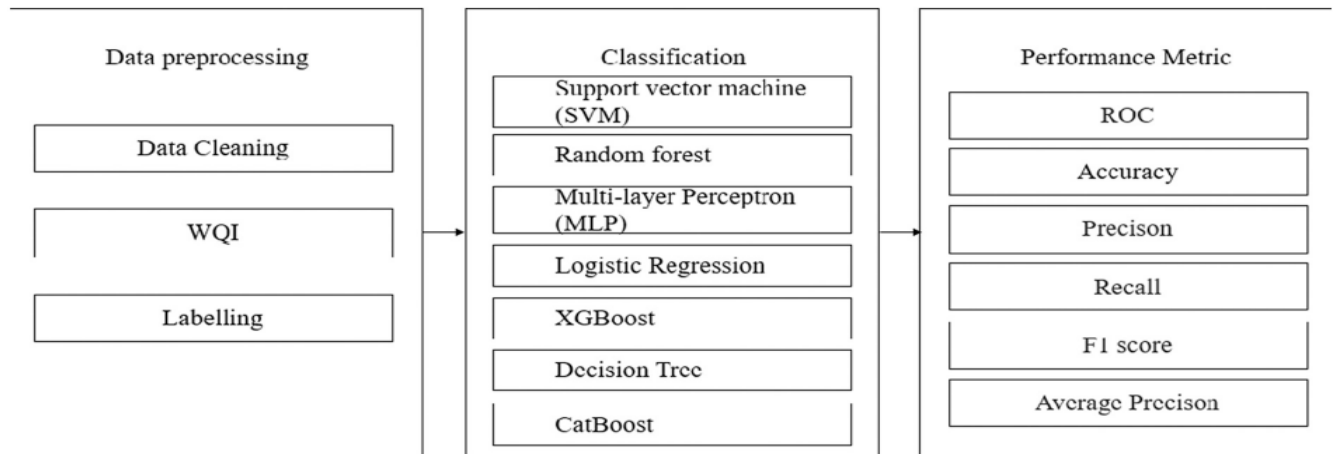 Data preprocessing
Data Cleaning
WQI
Labelling
Classification
Support vector machine
(SVM)
Random forest
Multi-layer Perceptron
(MLP)
Logistic Regression
XGBoost
Decision Tree
CatBoost
Performance Metric
ROC
Accuracy
Precison
Recall
F1 score
Average Precison